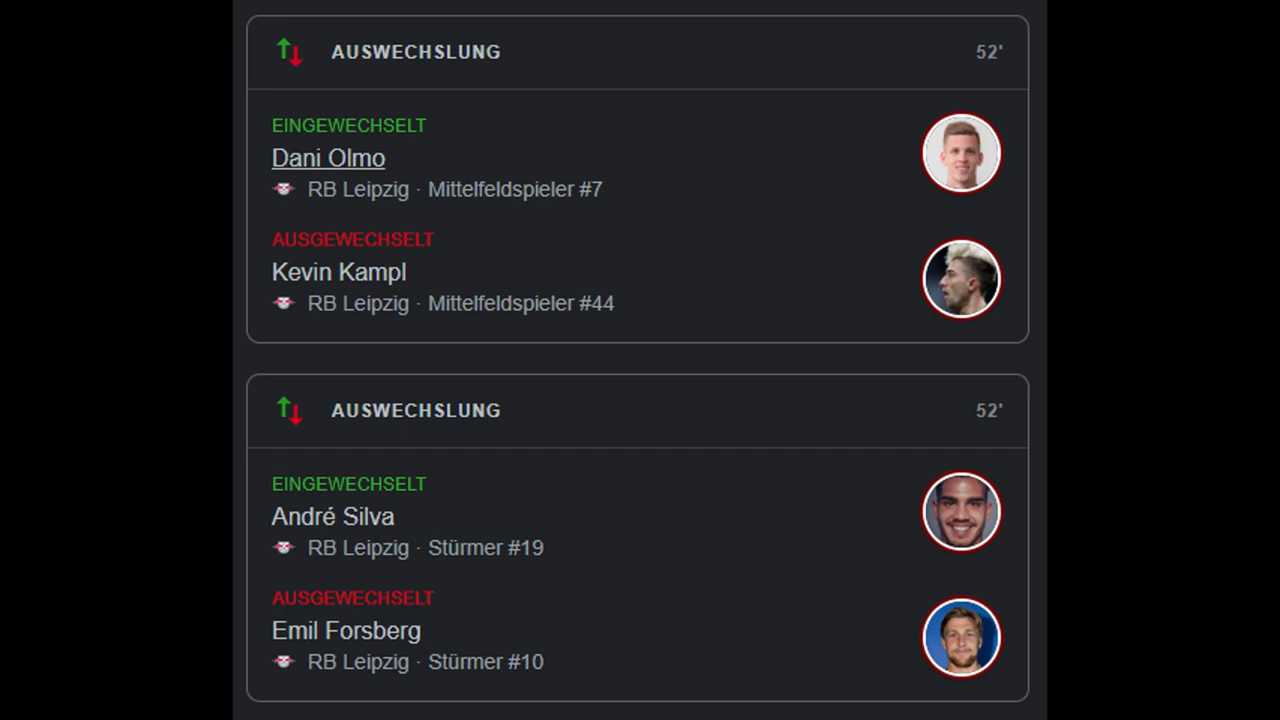 AUSWECHSLUNG 52'
EINGEWECHSELT
Dani Olmo
RB Leipzig · Mittelfeldspieler #7
AUSGEWECHSELT
Kevin Kampl
RB Leipzig · Mittelfeldspieler #44
AUSWECHSLUNG 52'
EINGEWECHSELT
André Silva
RB Leipzig · Stürmer #19
AUSGEWECHSELT
Emil Forsberg
RB Leipzig · Stürmer #10